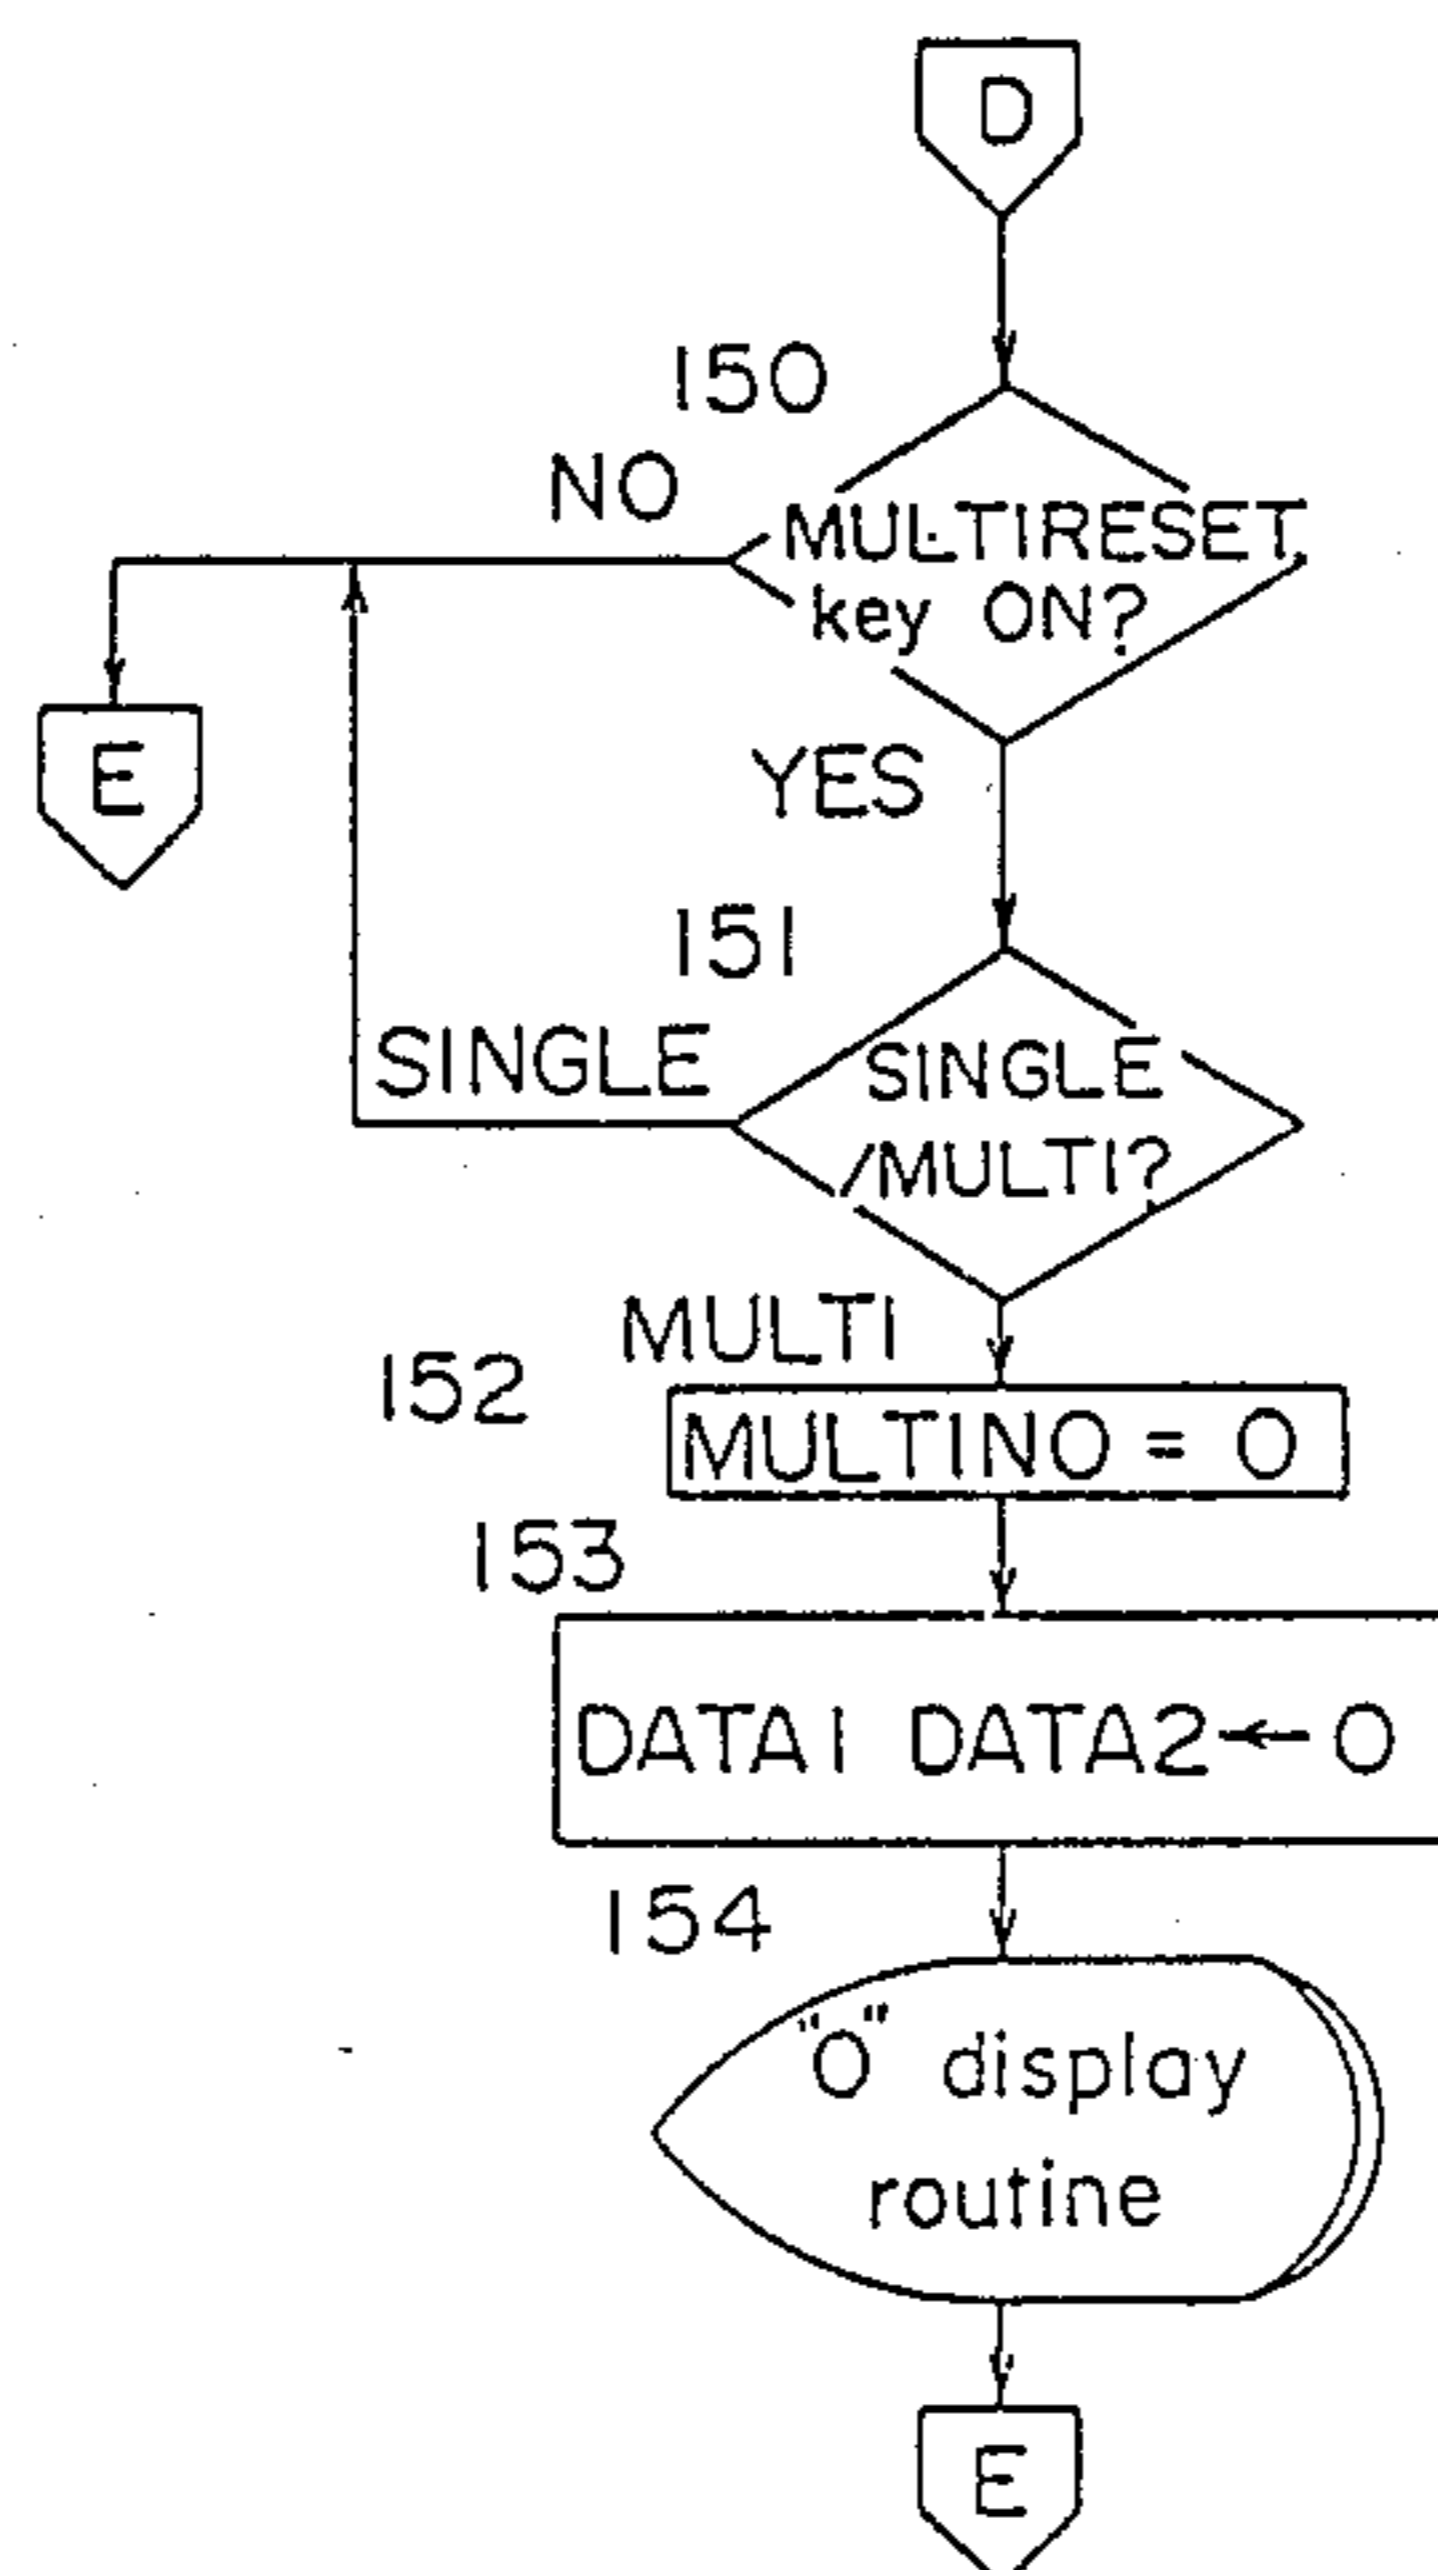 D
150
NO
MULTIRESET
key ON?
E
YES
151
SINGLE
SINGLE
/MULTI?
MULTI
152
MULTINO = 0
153
DATA1 DATA2←0
154
"0" display
routine
E